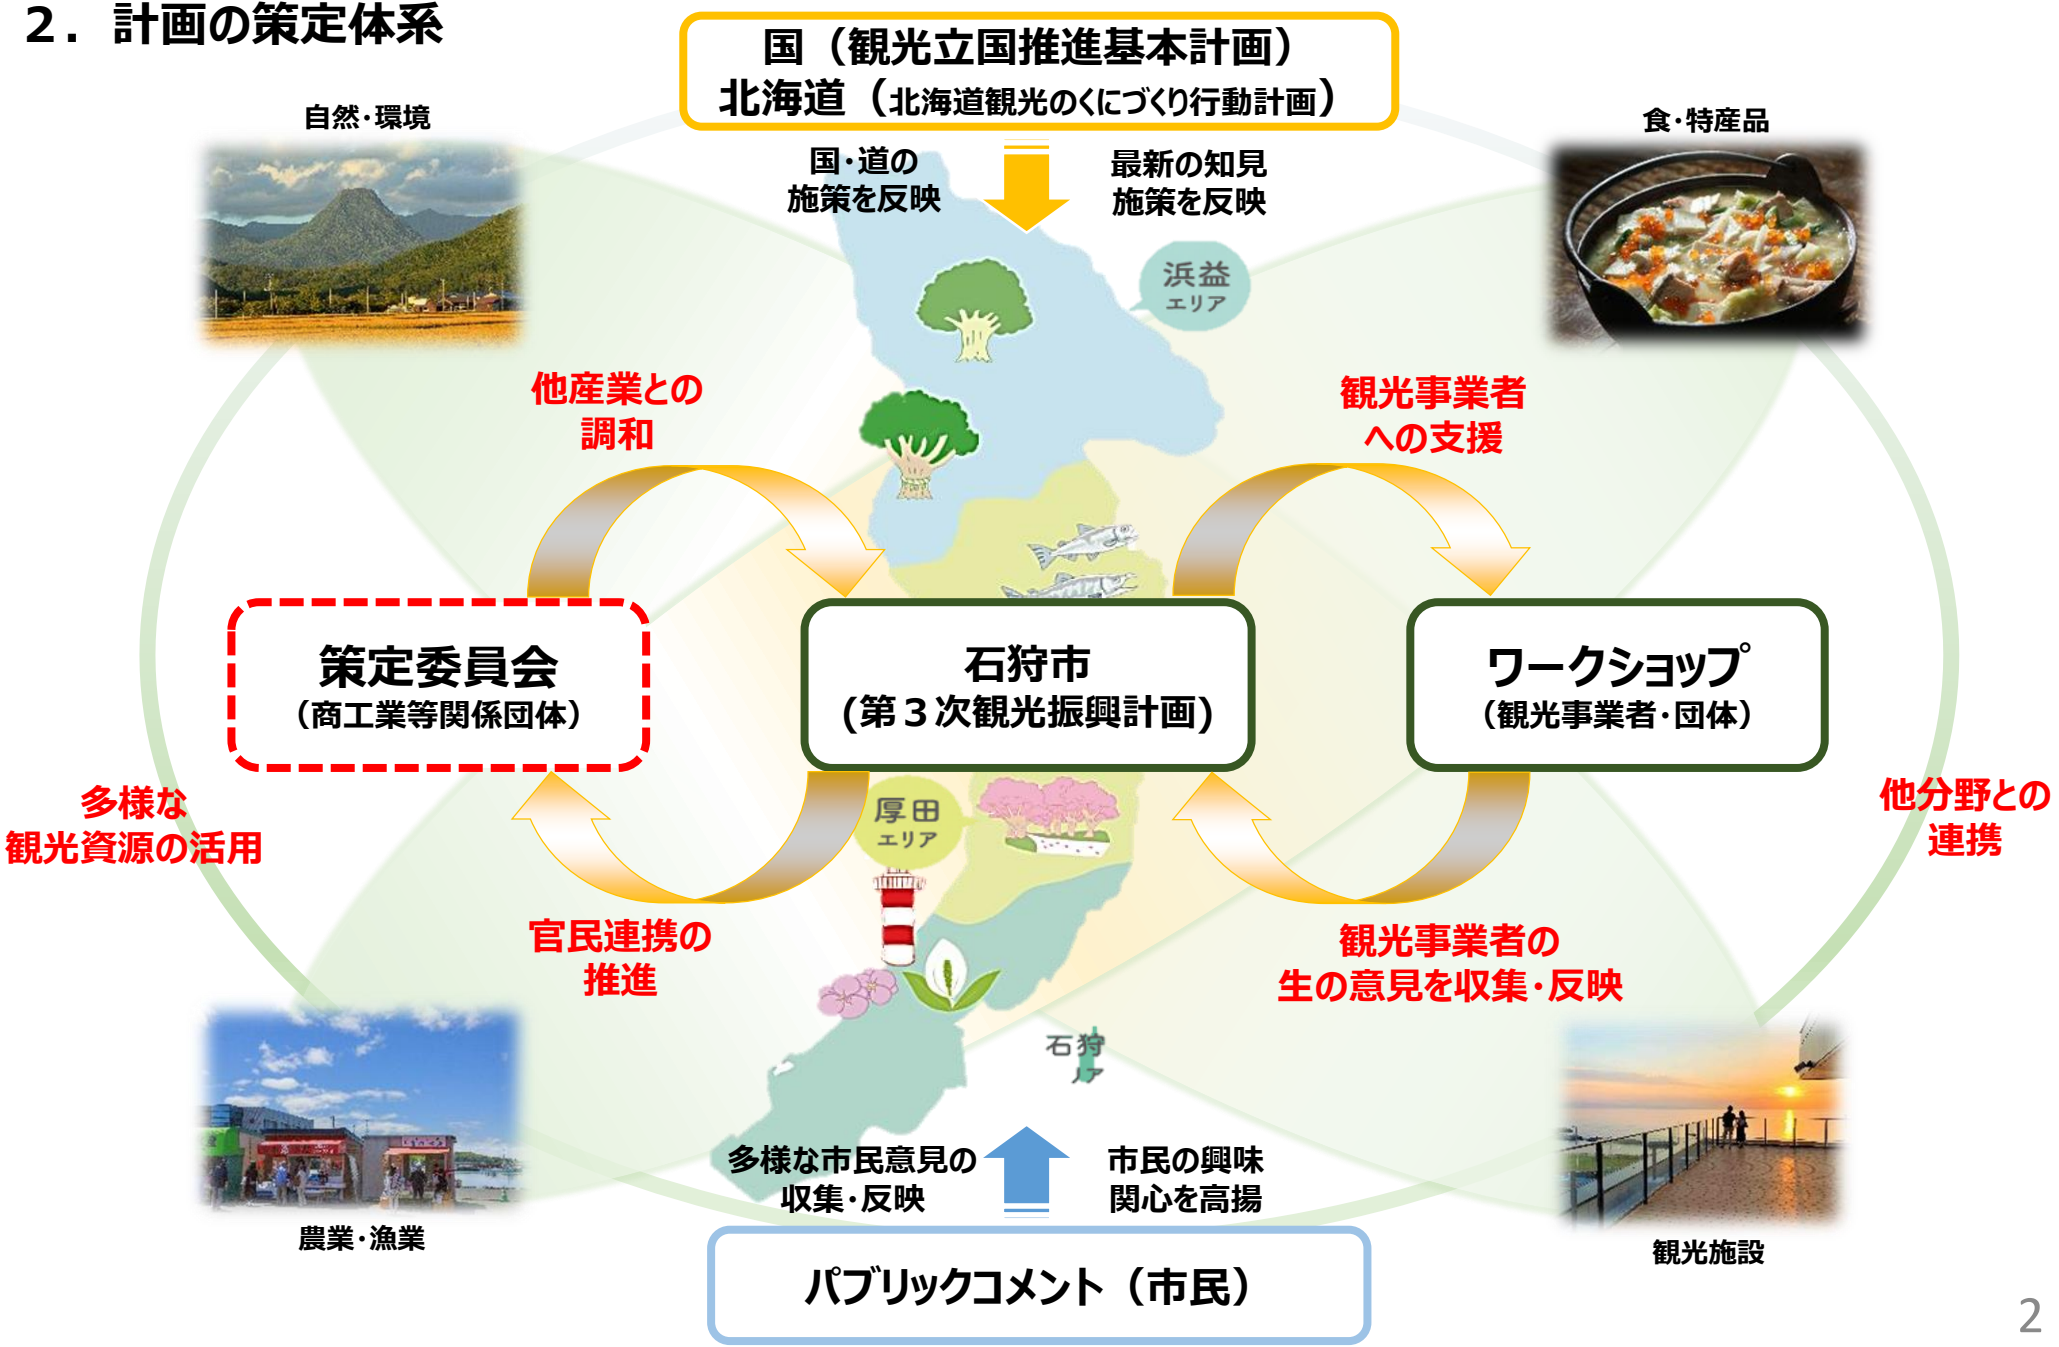 ２．計画の策定体系
国（観光立国推進基本計画）
北海道（北海道観光のくにづくり行動計画）
自然・環境
食・特産品
国・道の
施策を反映
最新の知見
施策を反映
浜益
エリア
他産業との
調和
観光事業者
への支援
策定委員会
（商工業等関係団体）
石狩市
(第３次観光振興計画)
ワークショップ
（観光事業者・団体）
多様な
観光資源の活用
厚田
エリア
他分野との
連携
官民連携の
推進
観光事業者の
生の意見を収集・反映
石狩
リア
多様な市民意見の
収集・反映
市民の興味
関心を高揚
農業・漁業
観光施設
パブリックコメント（市民）
2